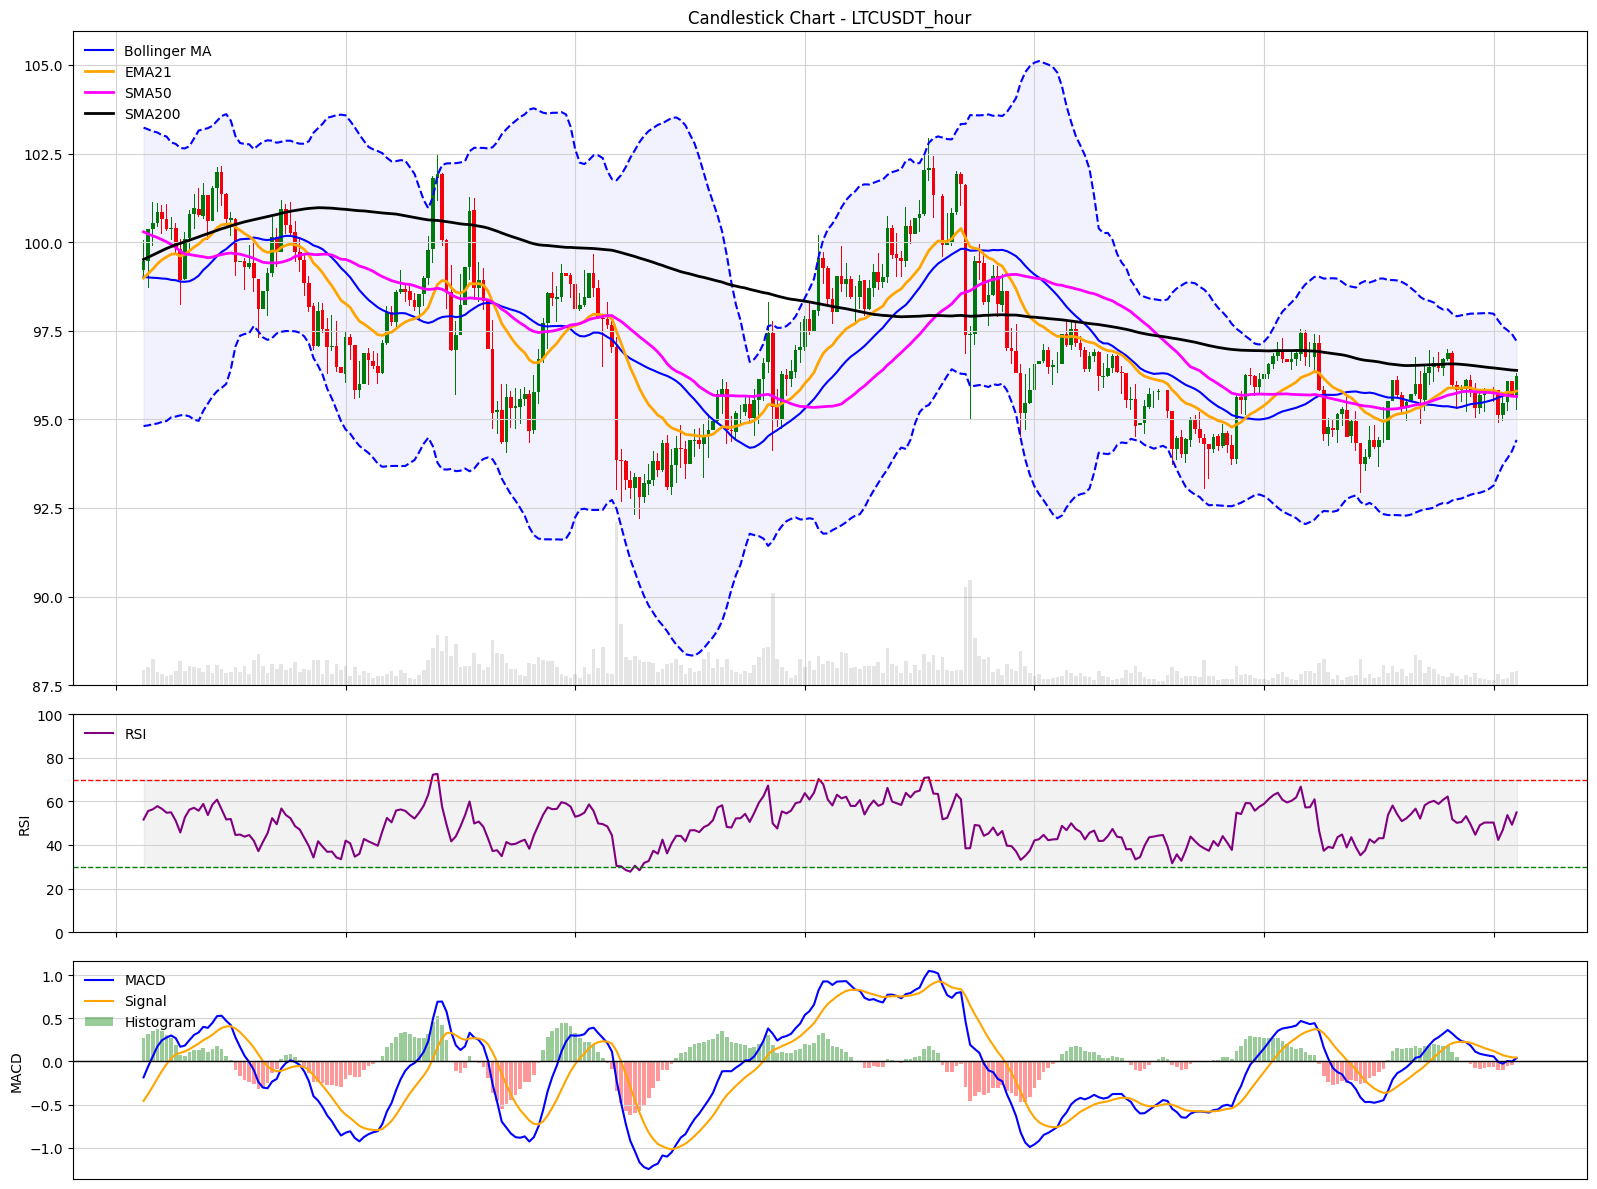 Candlestick Chart - LTCUSDT_hour
Bollinger MA
EMA21
SMA50
SMA200
105.0
102.5
100.0
97.5
95.0
92.5
90.0
87.5
RSI
RSI
100
80
60
40
20
0
MACD
Signal
Histogram
MACD
1.0
0.5
0.0
−0.5
−1.0